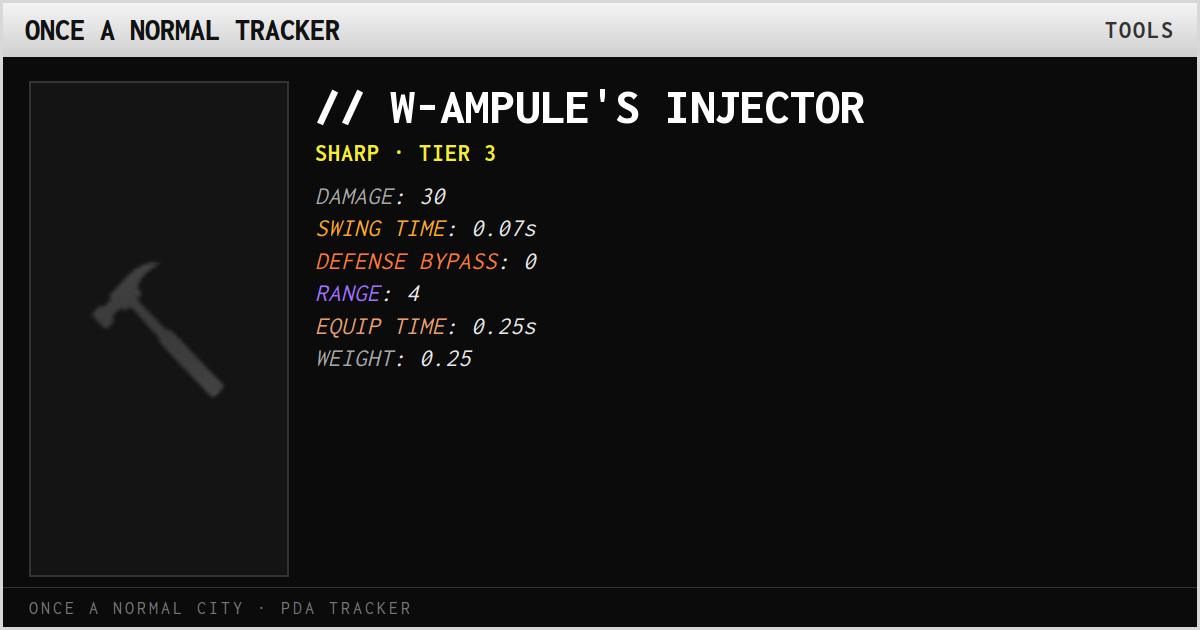 ONCE A NORMAL TRACKER
TOOLS
// W-AMPULE'S INJECTOR
SHARP · TIER 3
DAMAGE: 30
SWING TIME: 0.07s
DEFENSE BYPASS: 0
RANGE: 4
EQUIP TIME: 0.25s
WEIGHT: 0.25
ONCE A NORMAL CITY · PDA TRACKER